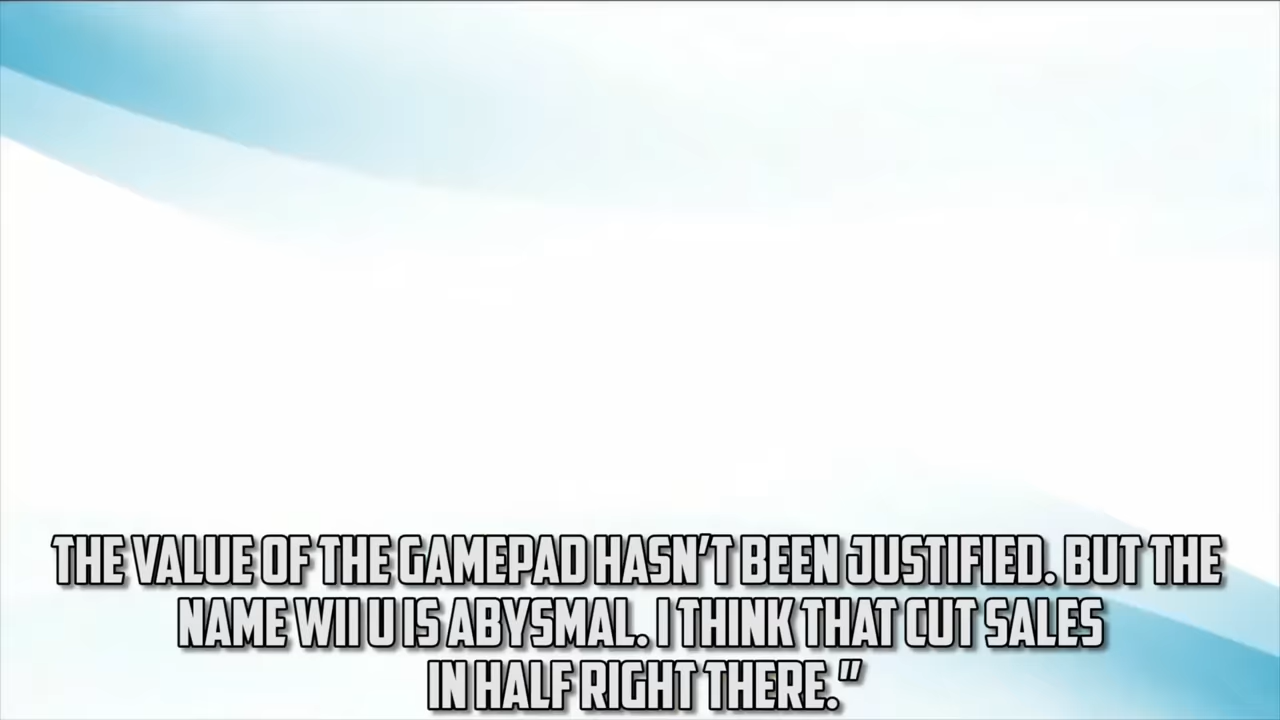 THE VALUE OF THE GAMEPAD HASN'T BEEN JUSTIFIED. BUT THE
NAME WII U IS ABYSMAL. I THINK THAT CUT SALES
IN HALF RIGHT THERE."